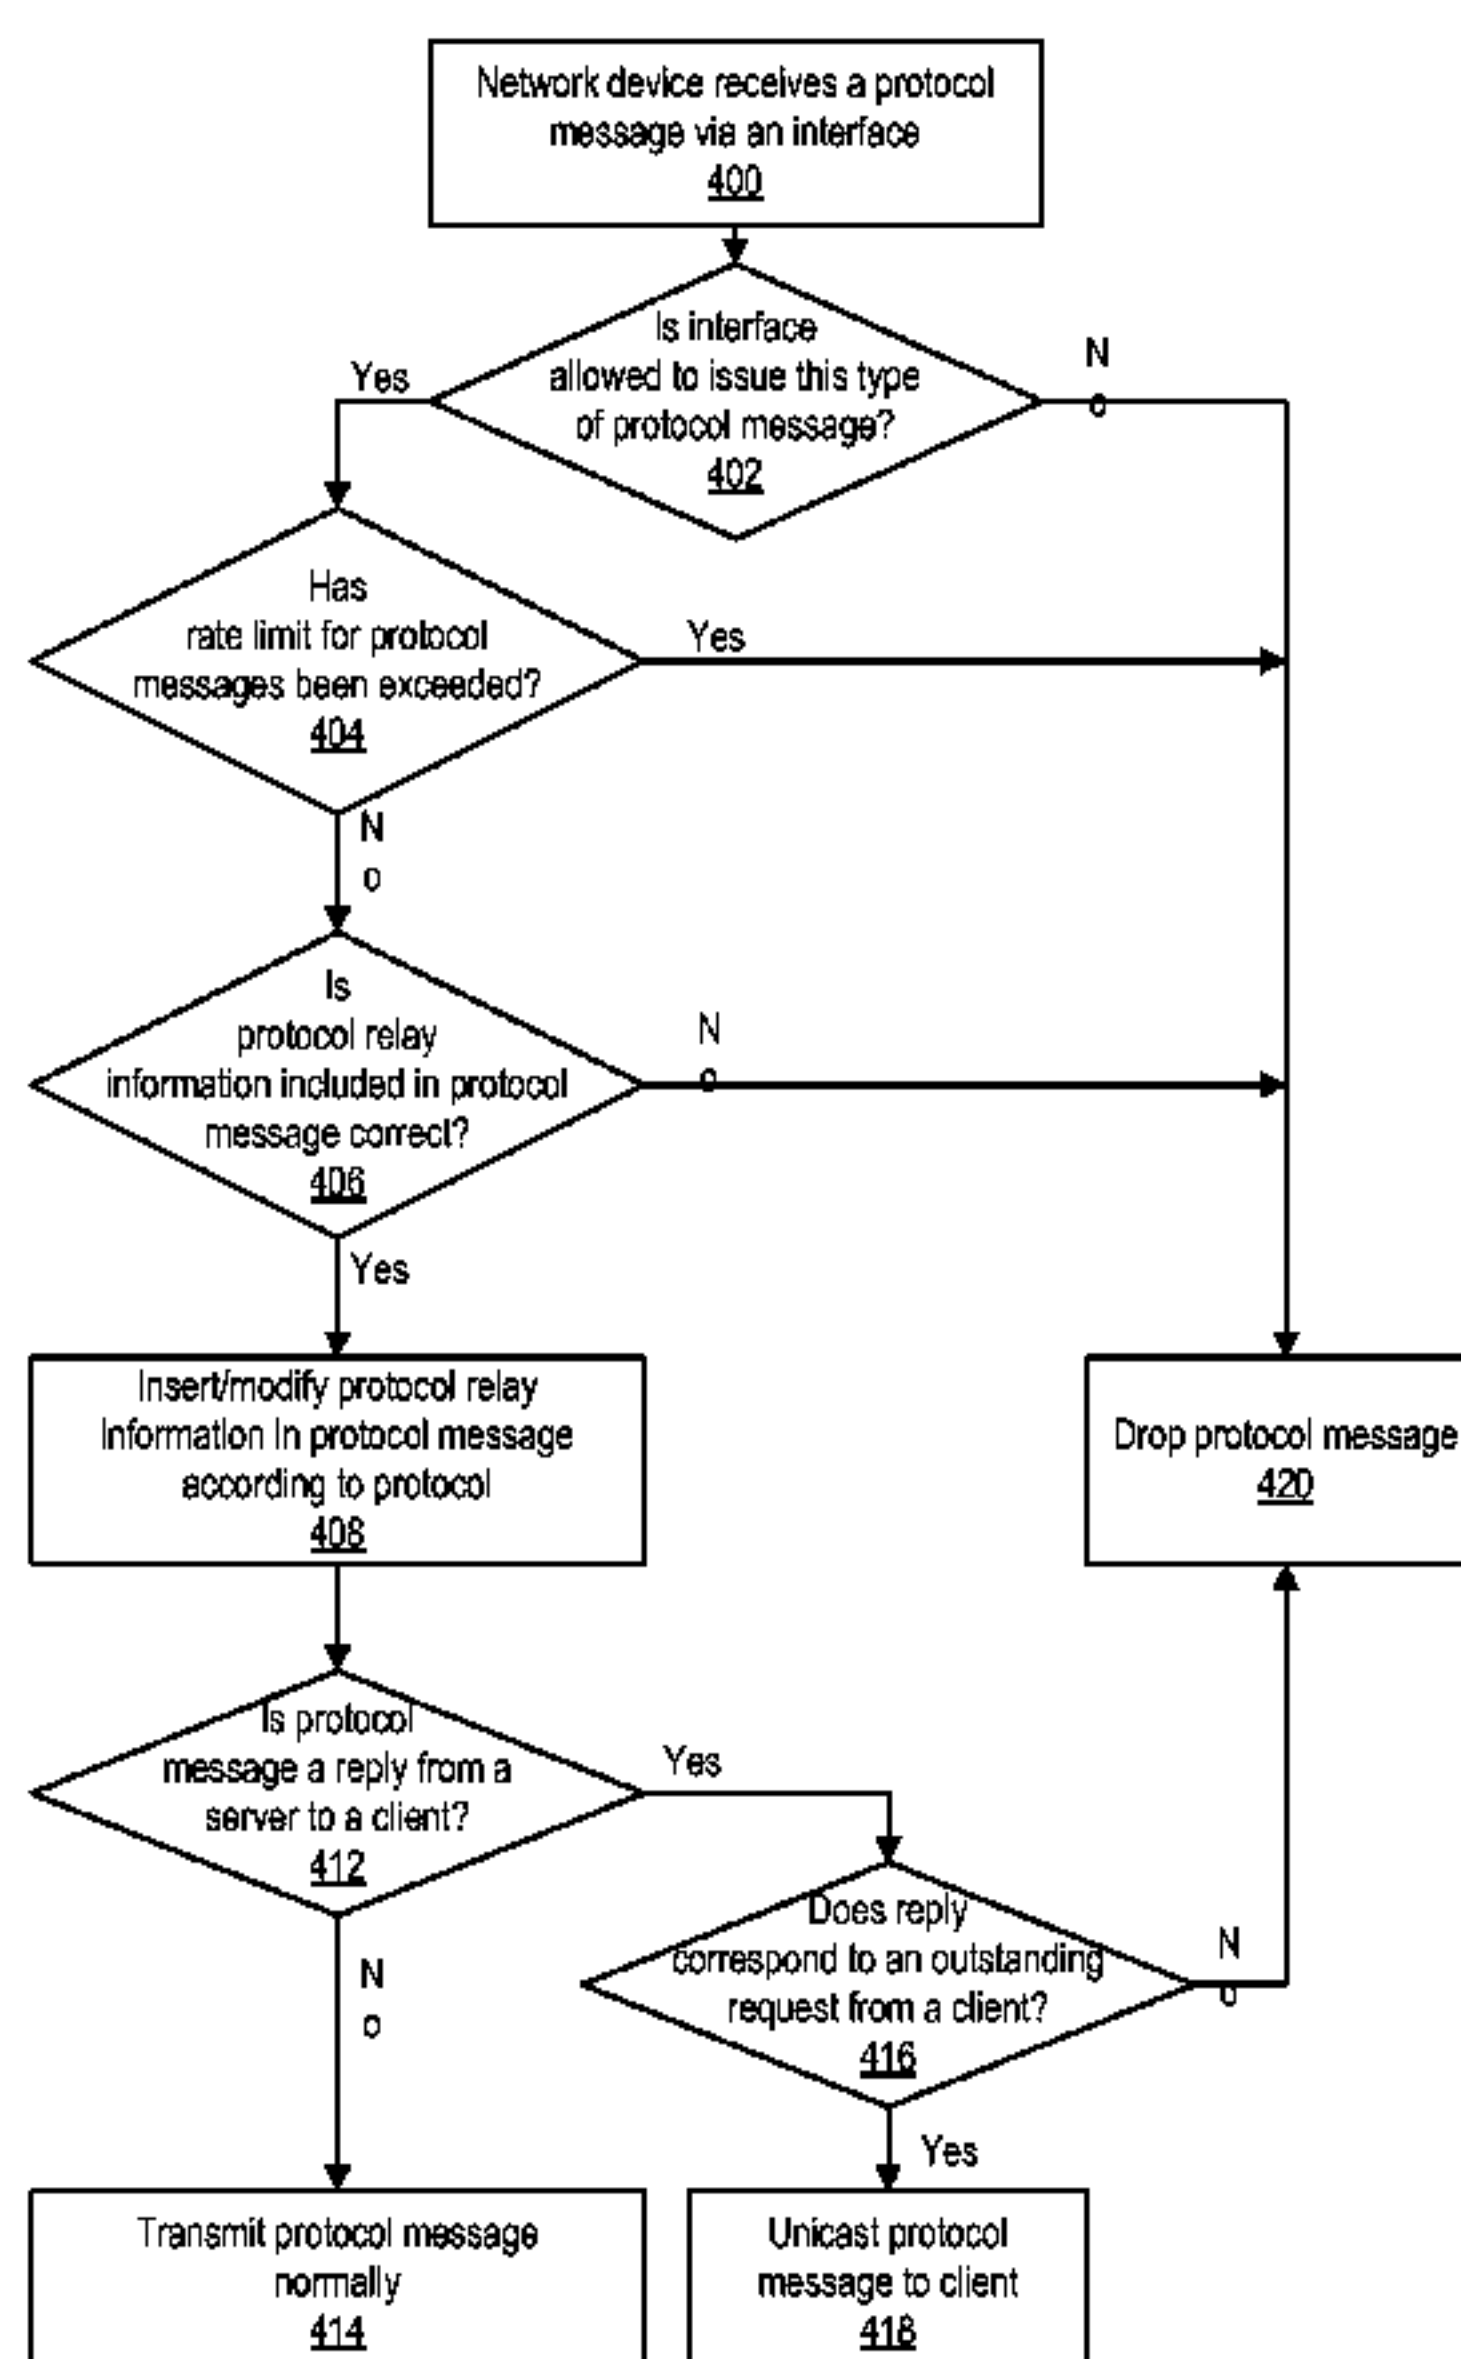 Network device receives a protocol
message via an interface
400
Is interface
allowed to issue this type
of protocol message?
402
Yes
N
o
Has
rate limit for protocol
messages been exceeded?
404
Yes
N
o
Is
protocol relay
information included in protocol
message correct?
406
N
o
Yes
Insert/modify protocol relay
information in protocol message
according to protocol
408
Drop protocol message
420
Is protocol
message a reply from a
server to a client?
412
Yes
N
o
Does reply
correspond to an outstanding
request from a client?
416
N
o
Yes
Transmit protocol message
normally
414
Unicast protocol
message to client
418